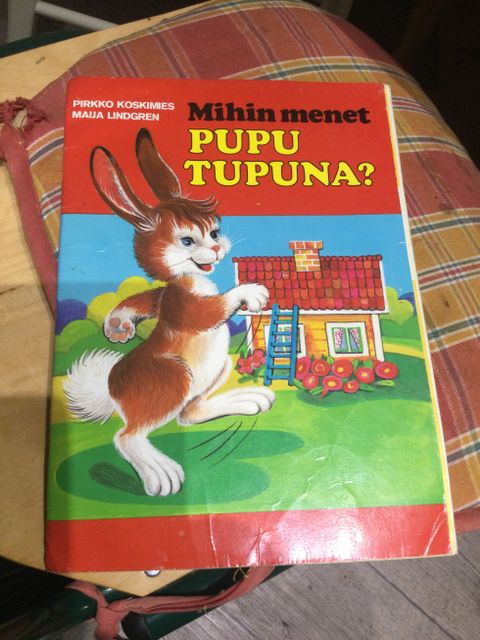 PIRKKO KOSKIMIES
MAIJA LINDGREN
Mihin menet
PUPU
TUPUNA?